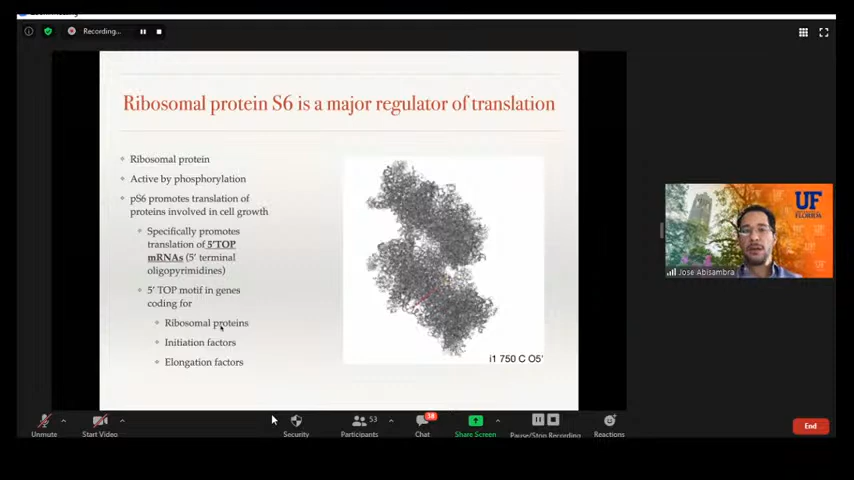 Recording...
Ribosomal protein S6 is a major regulator of translation
Ribosomal protein
Active by phosphorylation
pS6 promotes translation of
proteins involved in cell growth
Specifically promotes
translation of 5'TOP
mRNAs (5' terminal
oligopyrimidines)
5' TOP motif in genes
coding for
Ribosomal proteins
Initiation factors
Elongation factors
i1 750 C O5'
UF
FLORIDA
Jose Abisambra
Unmute
Start Video
Security
53
Participants
38
Chat
Share Screen
Pause/Stop Recording
Reactions
End